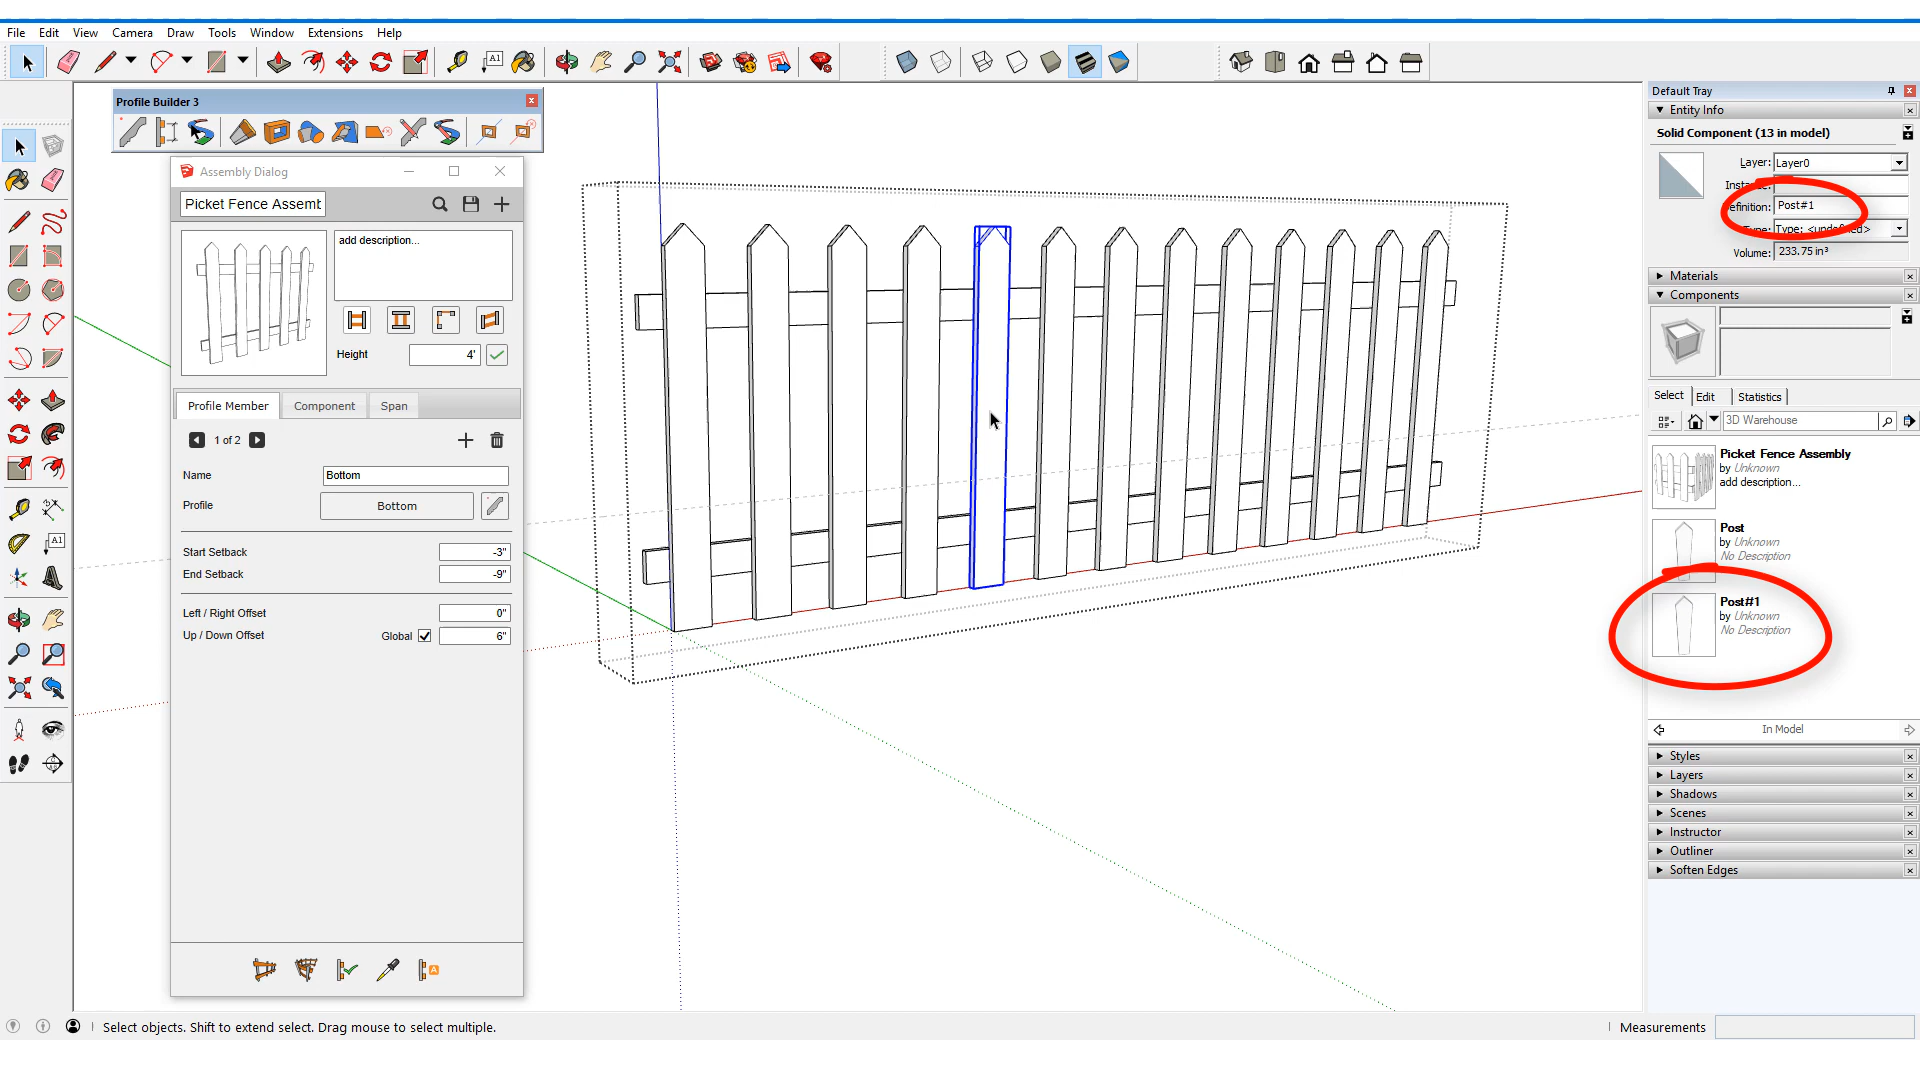 File Edit View Camera Draw Tools Window Extensions Help
Profile Builder 3
Assembly Dialog
Picket Fence Assemt
add description...
Height 4'
Profile Member Component Span
1 of 2
Name Bottom
Profile Bottom
Start Setback -3"
End Setback -9"
Left / Right Offset 0"
Up / Down Offset Global 6"
Default Tray
Entity Info
Solid Component (13 in model)
Layer: Layer0
Definition: Post#1
Type: Type: <undefined>
Volume: 233.75 in³
Materials
Components
Select Edit Statistics
3D Warehouse
Picket Fence Assembly
by Unknown
add description...
Post
by Unknown
No Description
Post#1
by Unknown
No Description
In Model
Styles
Layers
Shadows
Scenes
Instructor
Outliner
Soften Edges
Select objects. Shift to extend select. Drag mouse to select multiple.
Measurements